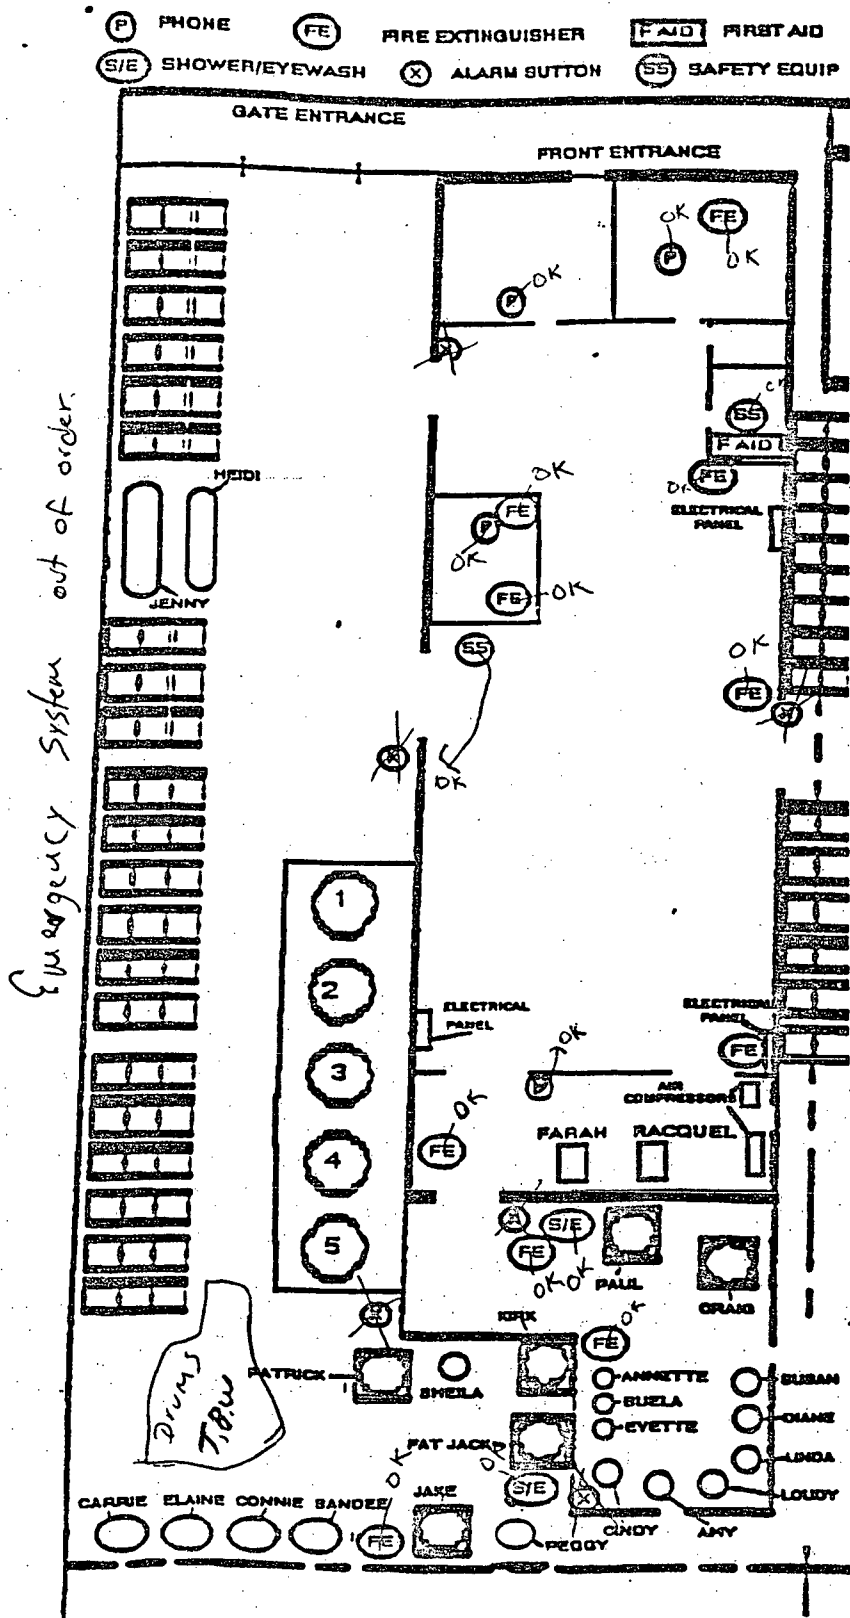 P PHONE FE FIRE EXTINGUISHER F AID FIRST AID
S/E SHOWER/EYEWASH X ALARM BUTTON SS SAFETY EQUIP
GATE ENTRANCE
FRONT ENTRANCE
OK FE
P OK
P OK
X
SS
F AID
FE
OK
ELECTRICAL
PANEL
HEIDI
JENNY
OK
FE
P
OK
FE OK
SS
OK
OK
FE
X
X
Emergency System out of order.
1
2
3
4
5
ELECTRICAL
PANEL
ELECTRICAL
PANEL
FE
OK
P
AIR
COMPRESSORS
OK
FE
FARAH RACQUEL
X S/E
FE
OK OK
PAUL
CRAIG
X
KIRK
OK
FE
PATRICK
SHEILA
ANNETTE
BUELA
EVETTE
SUSAN
DIANE
LINDA
LOUDY
AMY
CINDY
DRUMS
T.B.W
FAT JACK
OK
S/E
X
PEGGY
CARRIE ELAINE CONNIE SANDEE
OK
FE
JAKE